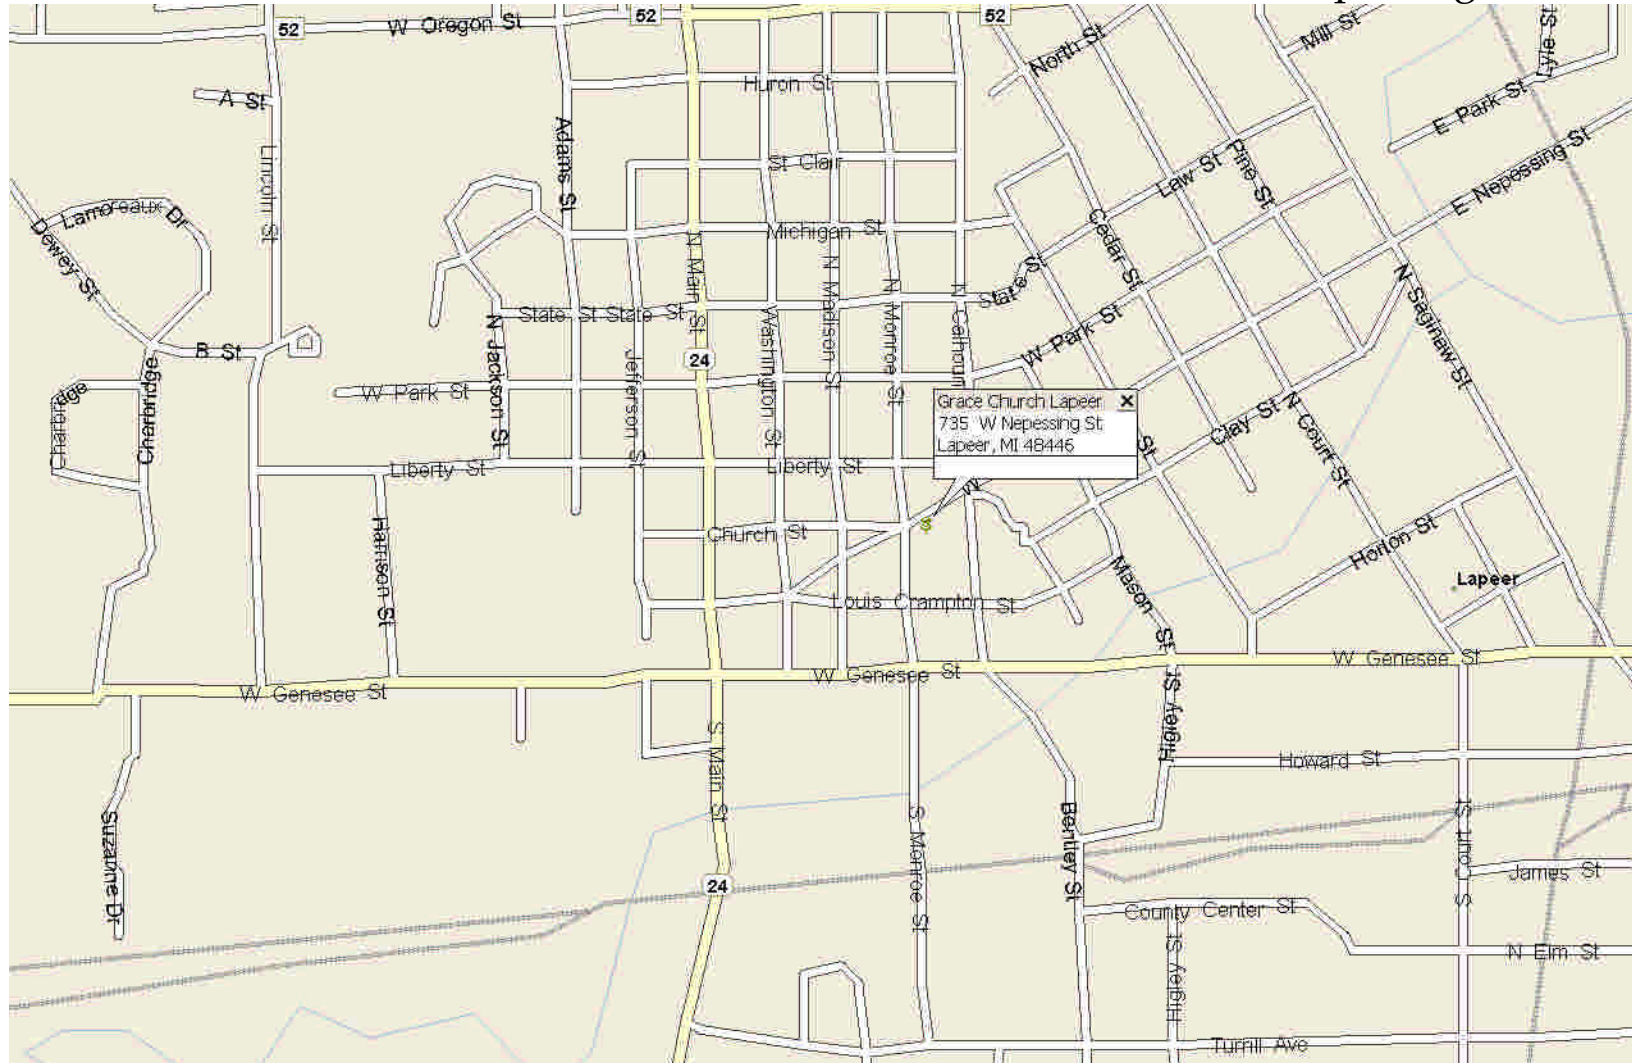 52
52
52
W Oregon St
North St
Mill St
Lyle St
Huron St
A St
E Park St
Adams St
Lincoln St
St Clair
Law St
Pine St
E Nepessing St
Lamoreaux Dr
Dewey St
Michigan St
Cedar St
N Main St
N Madison St
N Monroe St
N Calhoun
State St
State St
State St
N Saginaw St
Washington St
N Jackson St
Jefferson St
W Park St
B St
24
Charbridge
Charbridge
W Park St
Grace Church Lapeer
735 W Nepessing St
Lapeer, MI 48446
Clay St
N Court St
St
Liberty St
Liberty St
W
Harrison St
Church St
Horton St
Mason St
Lapeer
Louis Crampton St
W Genesee St
W Genesee St
W Genesee St
Higley St
S Main St
Howard St
Suzanne Dr
S Monroe St
Bentley St
S Court St
24
James St
County Center St
Higley St
N Elm St
Turrill Ave